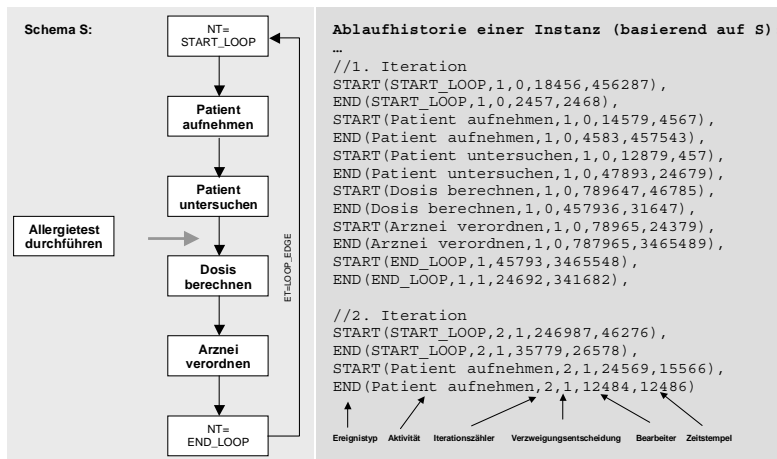 Schema S:
NT=
START_LOOP
Patient
aufnehmen
Patient
untersuchen
Allergietest
durchführen
Dosis
berechnen
Arznei
verordnen
NT=
END_LOOP
ET=LOOP_EDGE
Ablaufhistorie einer Instanz (basierend auf S)
…
//1. Iteration
START(START_LOOP,1,0,18456,456287),
END(START_LOOP,1,0,2457,2468),
START(Patient aufnehmen,1,0,14579,4567),
END(Patient aufnehmen,1,0,4583,457543),
START(Patient untersuchen,1,0,12879,457),
END(Patient untersuchen,1,0,47893,24679),
START(Dosis berechnen,1,0,789647,46785),
END(Dosis berechnen,1,0,457936,31647),
START(Arznei verordnen,1,0,78965,24379),
END(Arznei verordnen,1,0,787965,3465489),
START(END_LOOP,1,45793,3465548),
END(END_LOOP,1,1,24692,341682),
//2. Iteration
START(START_LOOP,2,1,246987,46276),
END(START_LOOP,2,1,35779,26578),
START(Patient aufnehmen,2,1,24569,15566),
END(Patient aufnehmen,2,1,12484,12486)
Ereignistyp Aktivität Iterationszähler Verzweigungsentscheidung Bearbeiter Zeitstempel